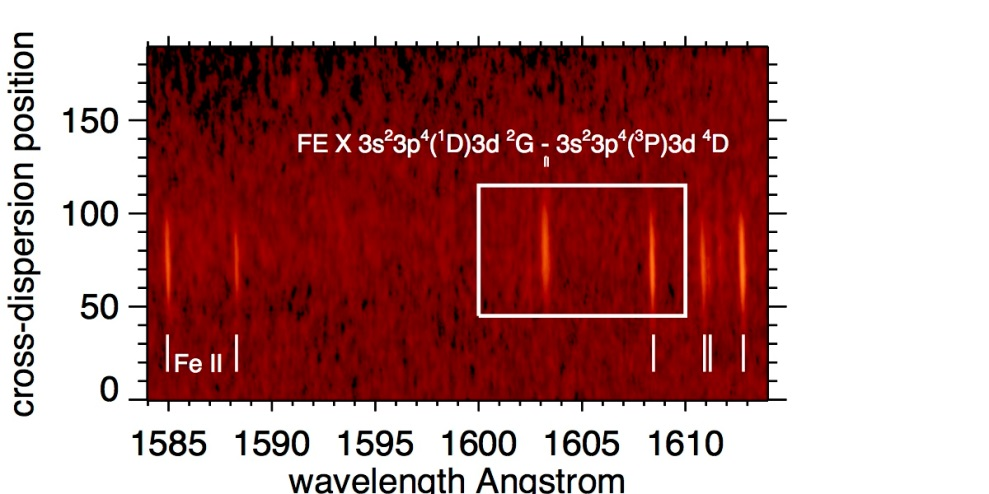 cross-dispersion position
150
100
50
0
FE X 3s²3p⁴(¹D)3d ²G - 3s²3p⁴(³P)3d ⁴D
Fe II
1585 1590 1595 1600 1605 1610
wavelength Angstrom